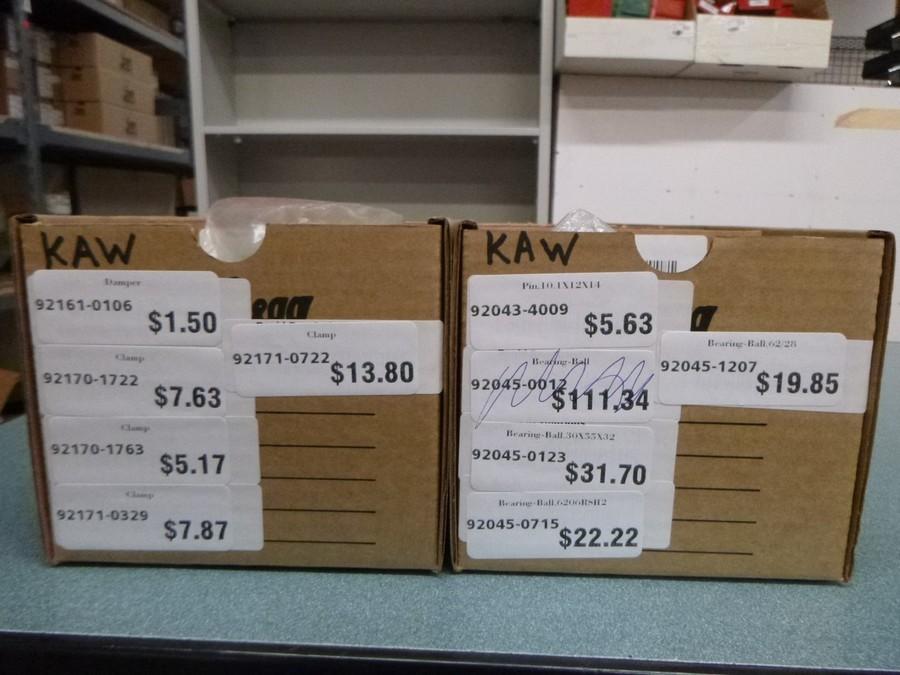 KAW
Damper
92161-0106
$1.50
Clamp
92170-1722
$7.63
Clamp
92170-1763
$5.17
Clamp
92171-0329
$7.87
Clamp
92171-0722
$13.80
KAW
Pin.10.1X12X14
92043-4009
$5.63
Bearing-Ball
92045-0012
$111.34
Bearing-Ball.30X55X32
92045-0123
$31.70
Bearing-Ball.6206RSH2
92045-0715
$22.22
Bearing-Ball.62/28
92045-1207
$19.85